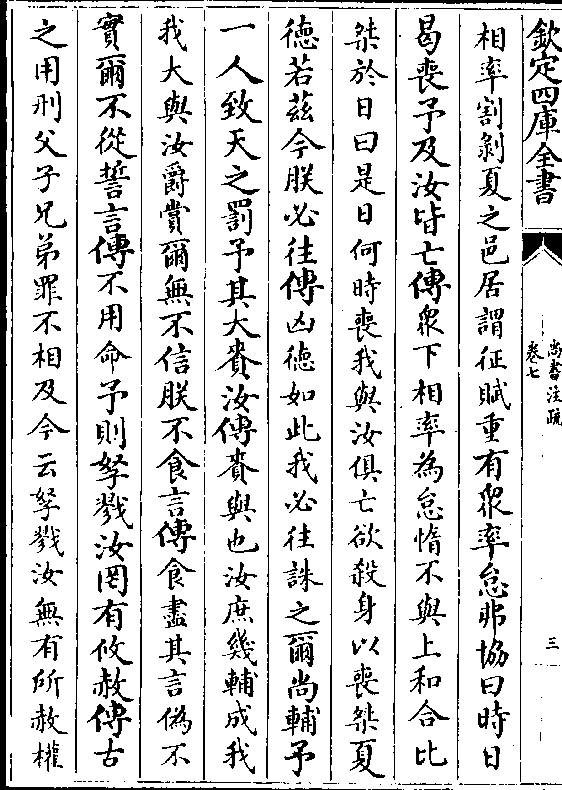 欽定四庫全書
尚書注疏
卷七
三
相率割剝夏之邑居謂征賦重有衆率怠弗協曰時日
曷喪予及汝皆亡傳衆下相率為怠惰不與上和合比
桀於日曰是日何時喪我與汝俱亡欲殺身以喪桀夏
德若兹今朕必往傳凶德如此我必往誅之爾尚輔予
一人致天之罰予其大賚汝傳賚與也汝庶幾輔成我
我大與汝爵賞爾無不信朕不食言傳食盡其言偽不
實爾不從誓言傳不用命予則孥戮汝罔有攸赦傳古
之用刑父子兄弟罪不相及今云孥戮汝無有所赦權